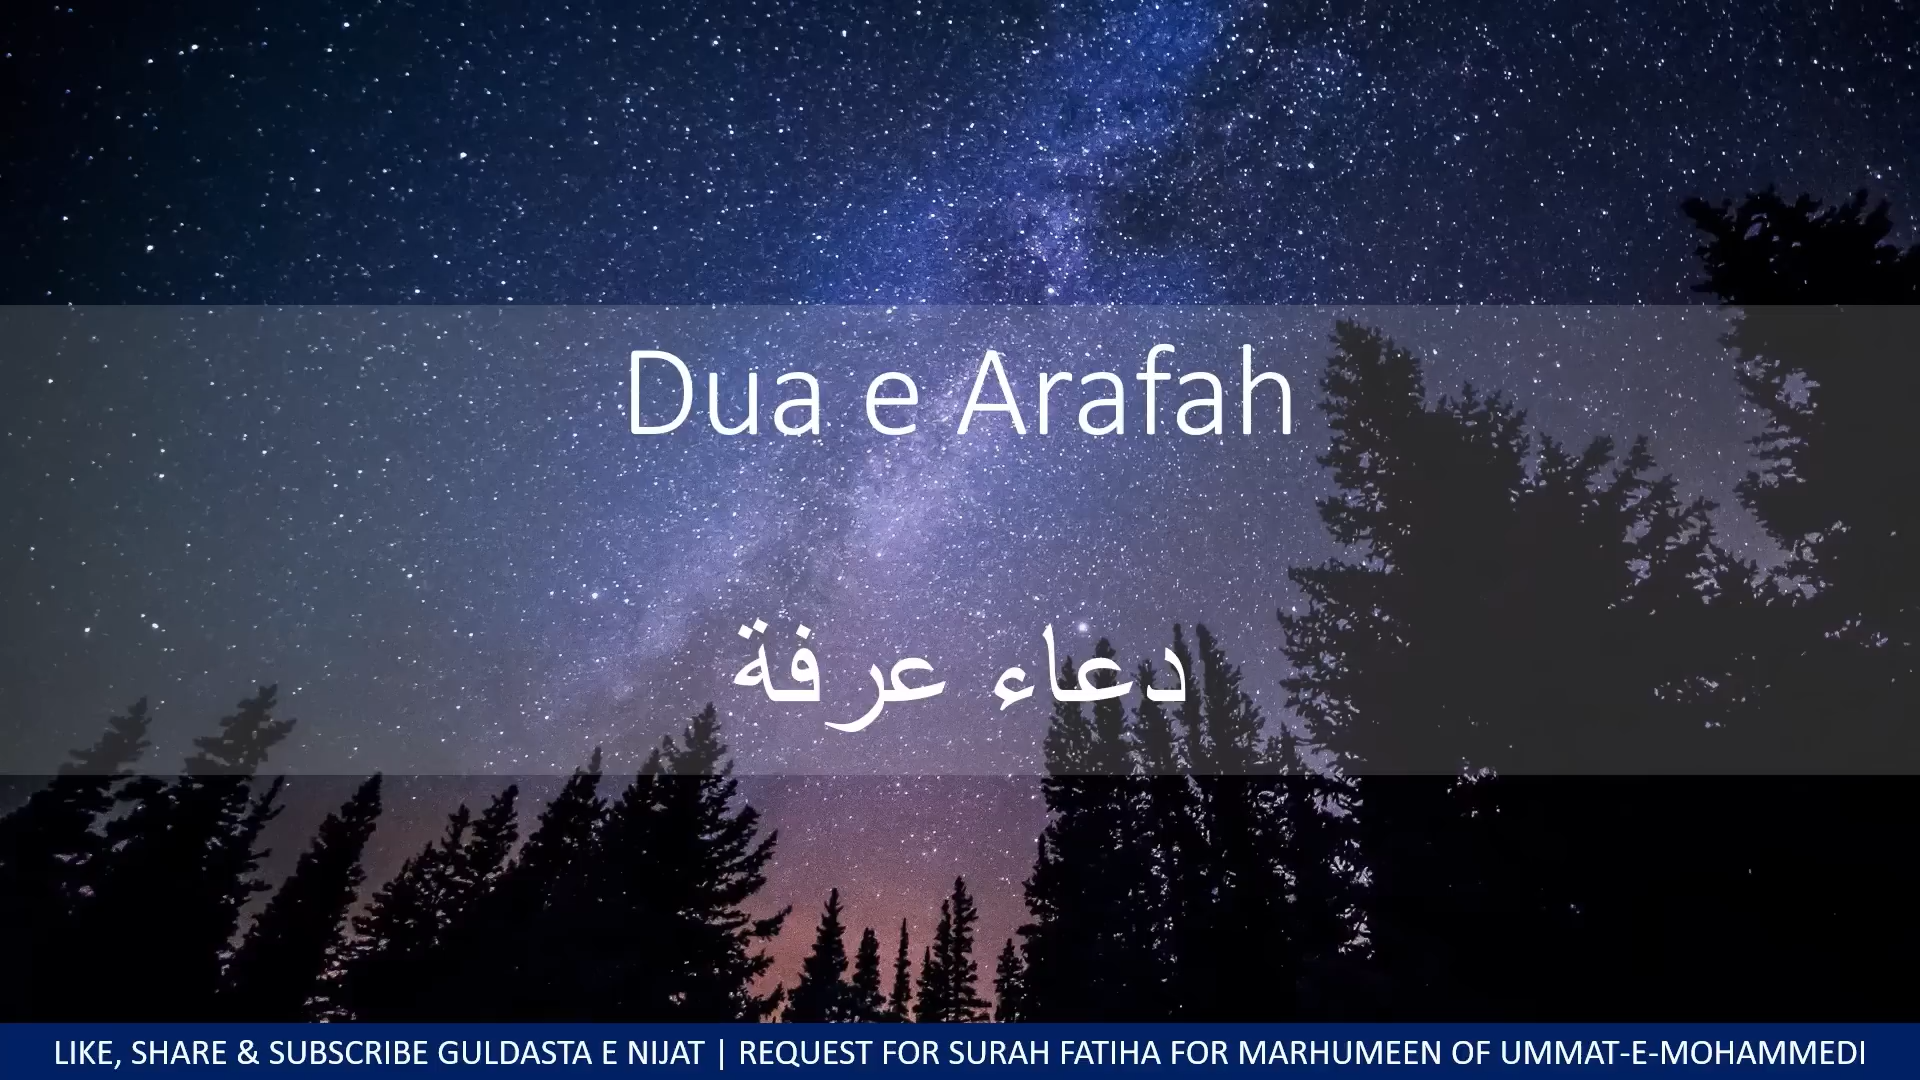 Dua e Arafah
دعاء عرفة
LIKE, SHARE & SUBSCRIBE GULDASTA E NIJAT | REQUEST FOR SURAH FATIHA FOR MARHUMEEN OF UMMAT-E-MOHAMMEDI